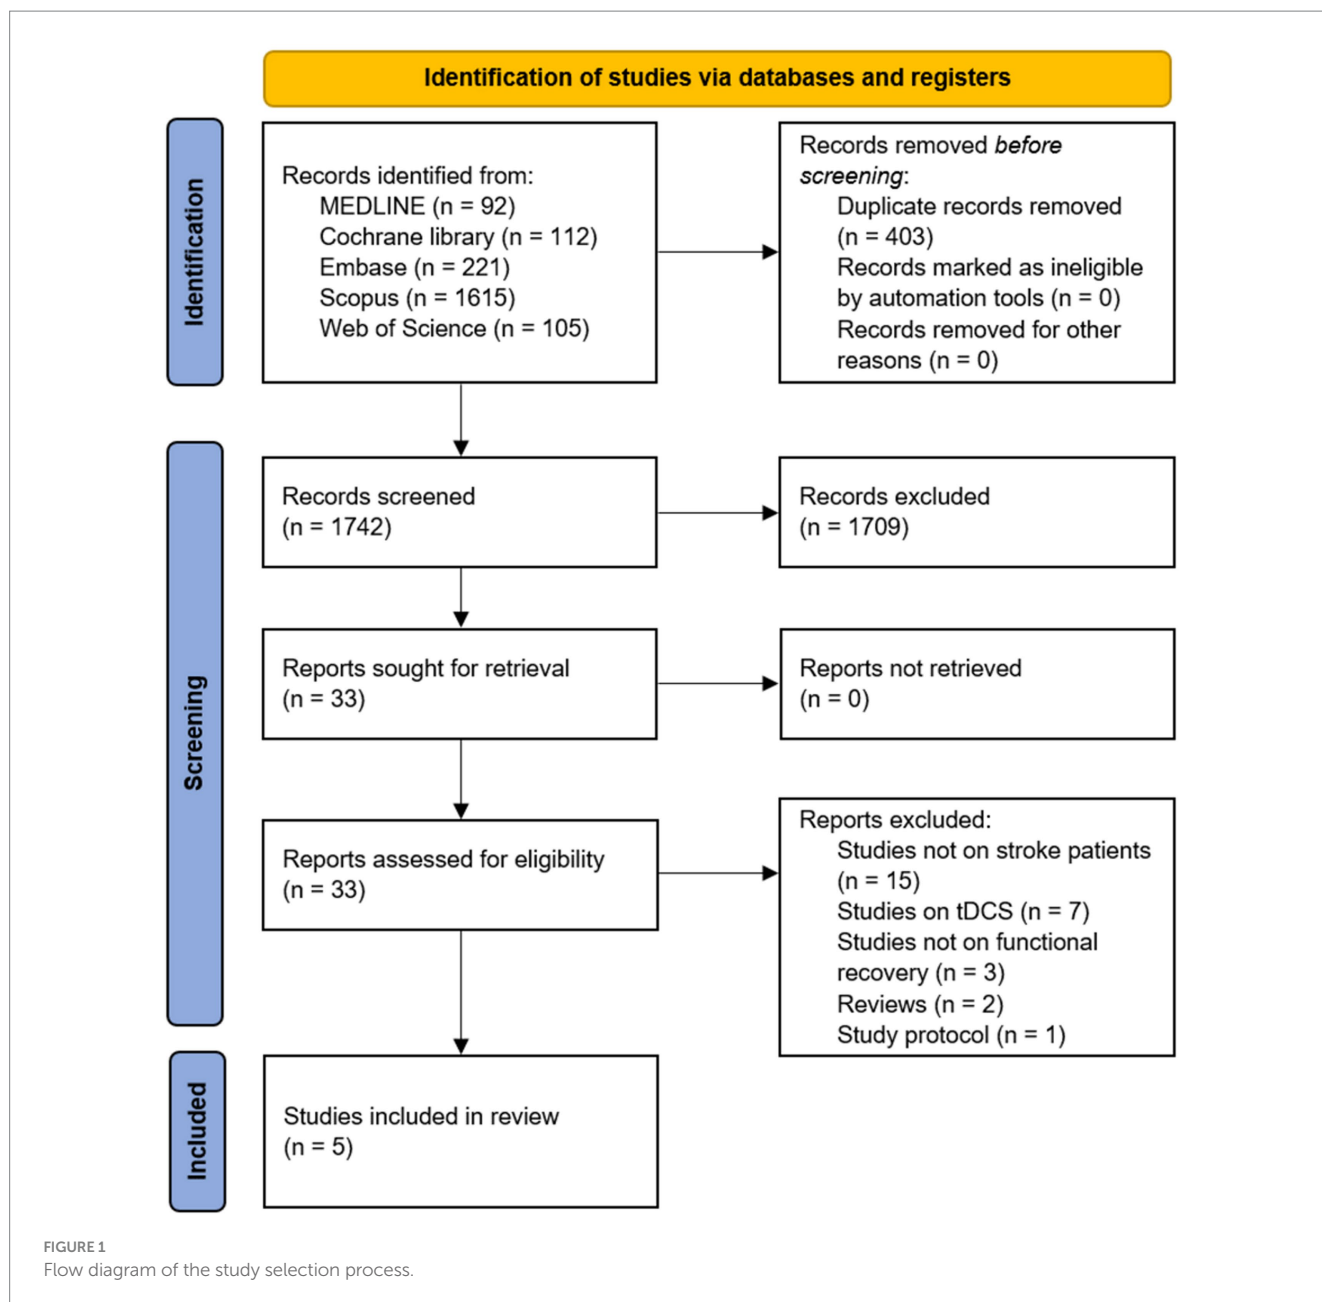 Identification of studies via databases and registers
Identification
Records identified from:
MEDLINE (n = 92)
Cochrane library (n = 112)
Embase (n = 221)
Scopus (n = 1615)
Web of Science (n = 105)
Records removed before
screening:
Duplicate records removed
(n = 403)
Records marked as ineligible
by automation tools (n = 0)
Records removed for other
reasons (n = 0)
Screening
Records screened
(n = 1742)
Records excluded
(n = 1709)
Reports sought for retrieval
(n = 33)
Reports not retrieved
(n = 0)
Reports assessed for eligibility
(n = 33)
Reports excluded:
Studies not on stroke patients
(n = 15)
Studies on tDCS (n = 7)
Studies not on functional
recovery (n = 3)
Reviews (n = 2)
Study protocol (n = 1)
Included
Studies included in review
(n = 5)
FIGURE 1
Flow diagram of the study selection process.